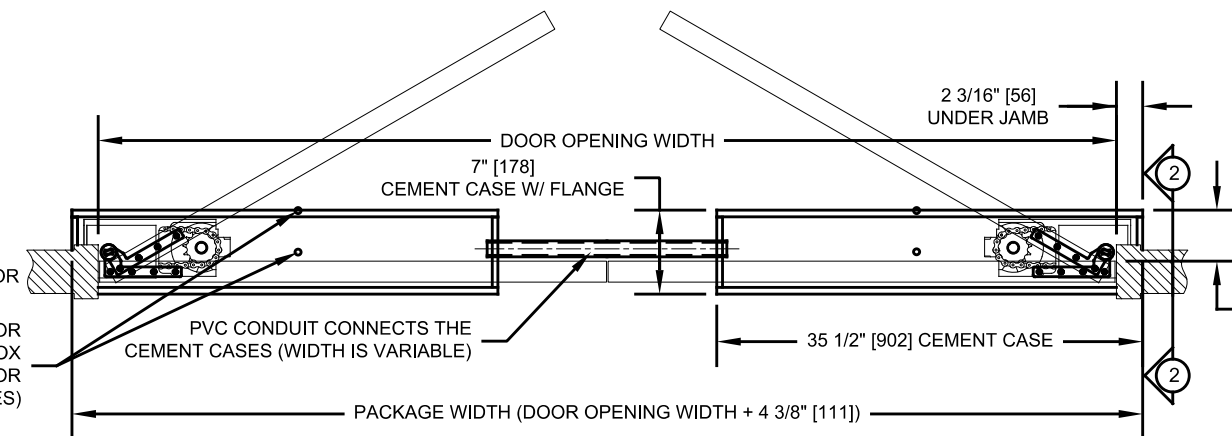 2 3/16" [56]
UNDER JAMB
DOOR OPENING WIDTH
7" [178]
CEMENT CASE W/ FLANGE
2
OR
OR
OX
OR
ES)
PVC CONDUIT CONNECTS THE
CEMENT CASES (WIDTH IS VARIABLE)
35 1/2" [902] CEMENT CASE
2
PACKAGE WIDTH (DOOR OPENING WIDTH + 4 3/8" [111])